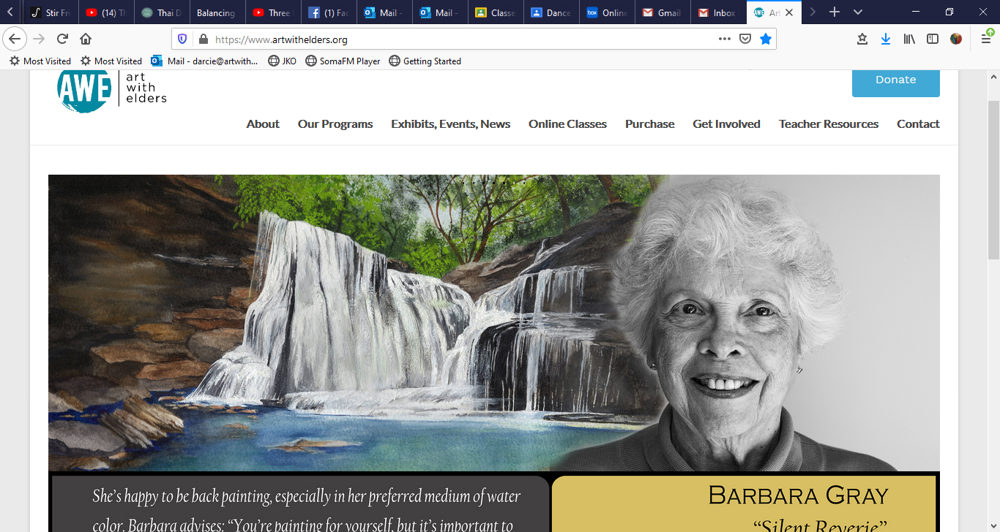 Stir Fri
(14) Th
Thai D
Balancing
Three
(1) Fac
Mail -
Mail -
Classe
Dance
Online
Gmail
Inbox
Art
https://www.artwithelders.org
Most Visited
Most Visited
Mail - darcie@artwith...
JKO
SomaFM Player
Getting Started
AWE
art
with
elders
Donate
About
Our Programs
Exhibits, Events, News
Online Classes
Purchase
Get Involved
Teacher Resources
Contact
She's happy to be back painting, especially in her preferred medium of water
color. Barbara advises: "You're painting for yourself, but it's important to
Barbara Gray
"Silent Reverie"